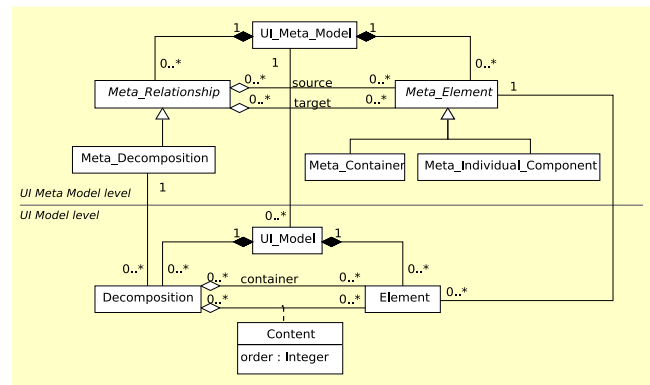 1 UI_Meta_Model 1
0..* 1 0..*
Meta_Relationship 0..* source 0..* Meta_Element 1
0..* target 0..*
Meta_Decomposition Meta_Container Meta_Individual_Component
1
UI Meta Model level
UI Model level
0..*
1 UI_Model 1
0..* 0..* 0..* container 0..* 0..* 0..*
Decomposition 0..* 0..* Element
Content
order : Integer